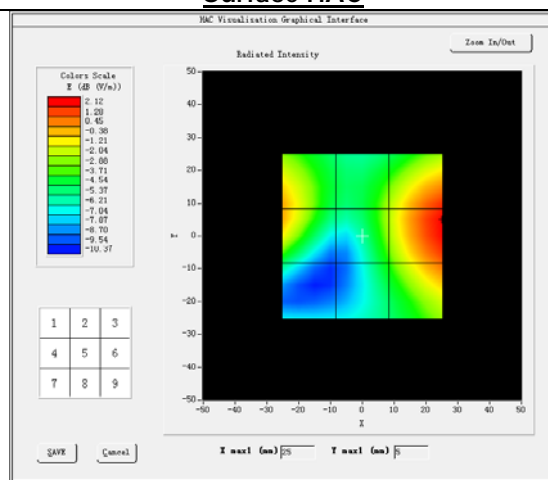 Surface HAC
HAC Visualisation Graphical Interface
Zoom In/Out
Radiated Intensity
Colors Scale
E (dB (V/m))
2.12
1.28
0.45
-0.38
-1.21
-2.04
-2.88
-3.71
-4.54
-5.37
-6.21
-7.04
-7.87
-8.70
-9.54
-10.37
50
40
30
20
10
0
-10
-20
-30
-40
-50
Y
-50 -40 -30 -20 -10 0 10 20 30 40 50
X
1 2 3
4 5 6
7 8 9
SAVE
Cancel
X max1 (mm) 25
Y max1 (mm) 5